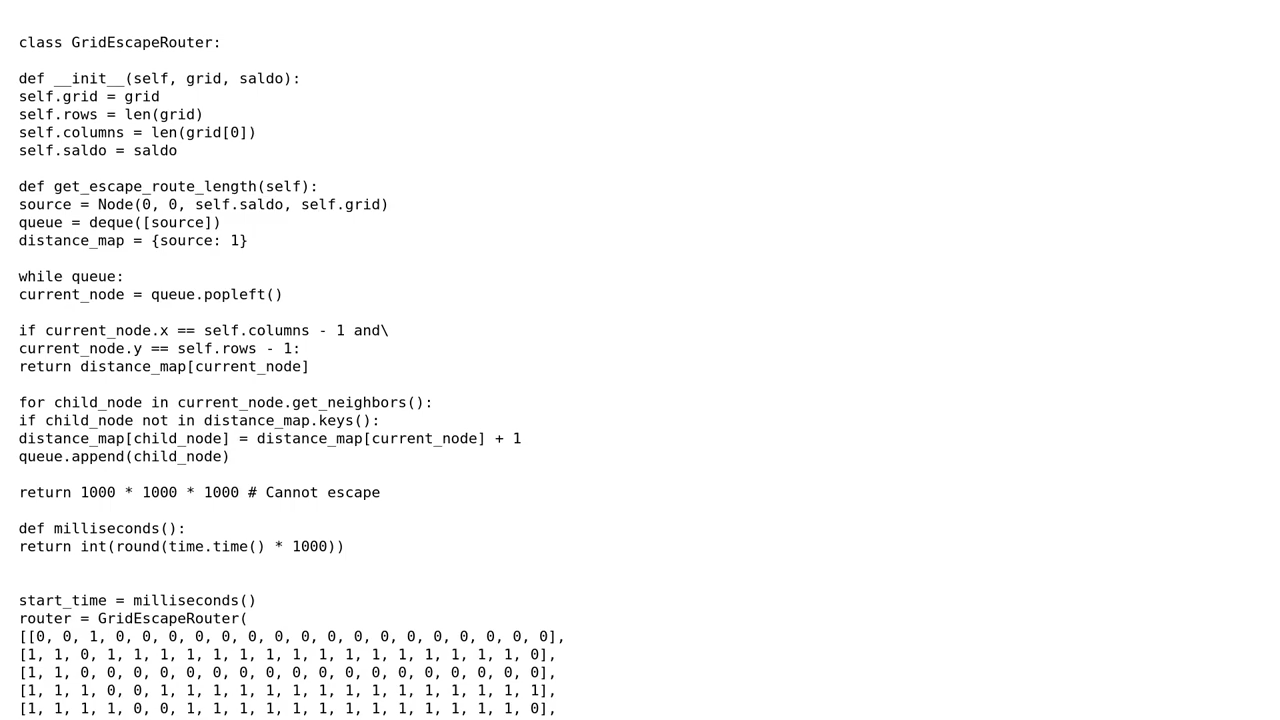 class GridEscapeRouter:
def __init__(self, grid, saldo):
self.grid = grid
self.rows = len(grid)
self.columns = len(grid[0])
self.saldo = saldo
def get_escape_route_length(self):
source = Node(0, 0, self.saldo, self.grid)
queue = deque([source])
distance_map = {source: 1}
while queue:
current_node = queue.popleft()
if current_node.x == self.columns - 1 and\
current_node.y == self.rows - 1:
return distance_map[current_node]
for child_node in current_node.get_neighbors():
if child_node not in distance_map.keys():
distance_map[child_node] = distance_map[current_node] + 1
queue.append(child_node)
return 1000 * 1000 * 1000 # Cannot escape
def milliseconds():
return int(round(time.time() * 1000))
start_time = milliseconds()
router = GridEscapeRouter(
[[0, 0, 1, 0, 0, 0, 0, 0, 0, 0, 0, 0, 0, 0, 0, 0, 0, 0, 0, 0],
[1, 1, 0, 1, 1, 1, 1, 1, 1, 1, 1, 1, 1, 1, 1, 1, 1, 1, 1, 0],
[1, 1, 0, 0, 0, 0, 0, 0, 0, 0, 0, 0, 0, 0, 0, 0, 0, 0, 0, 0],
[1, 1, 1, 0, 0, 1, 1, 1, 1, 1, 1, 1, 1, 1, 1, 1, 1, 1, 1, 1],
[1, 1, 1, 1, 0, 0, 1, 1, 1, 1, 1, 1, 1, 1, 1, 1, 1, 1, 1, 0],